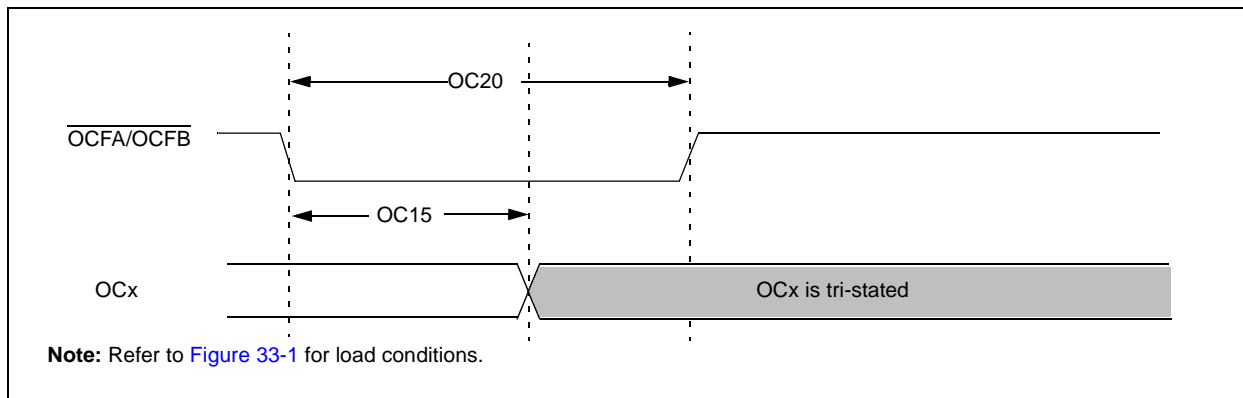 OC20
OCFA/OCFB
OC15
OCx
OCx is tri-stated
Note: Refer to Figure 33-1 for load conditions.